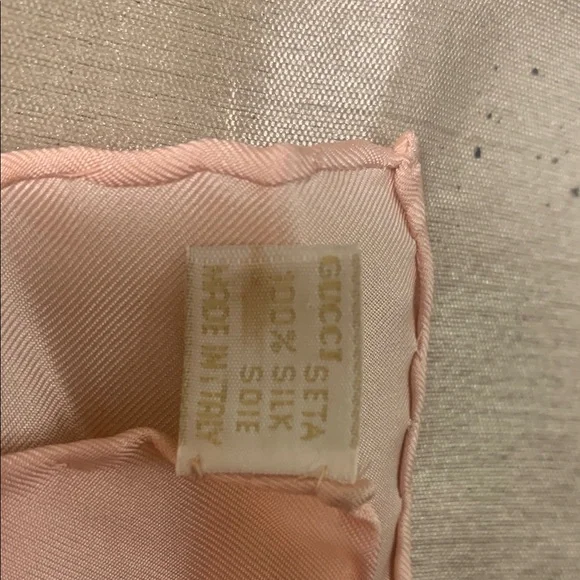 GUCCI SETA
100% SILK
SOIE
MADE IN ITALY